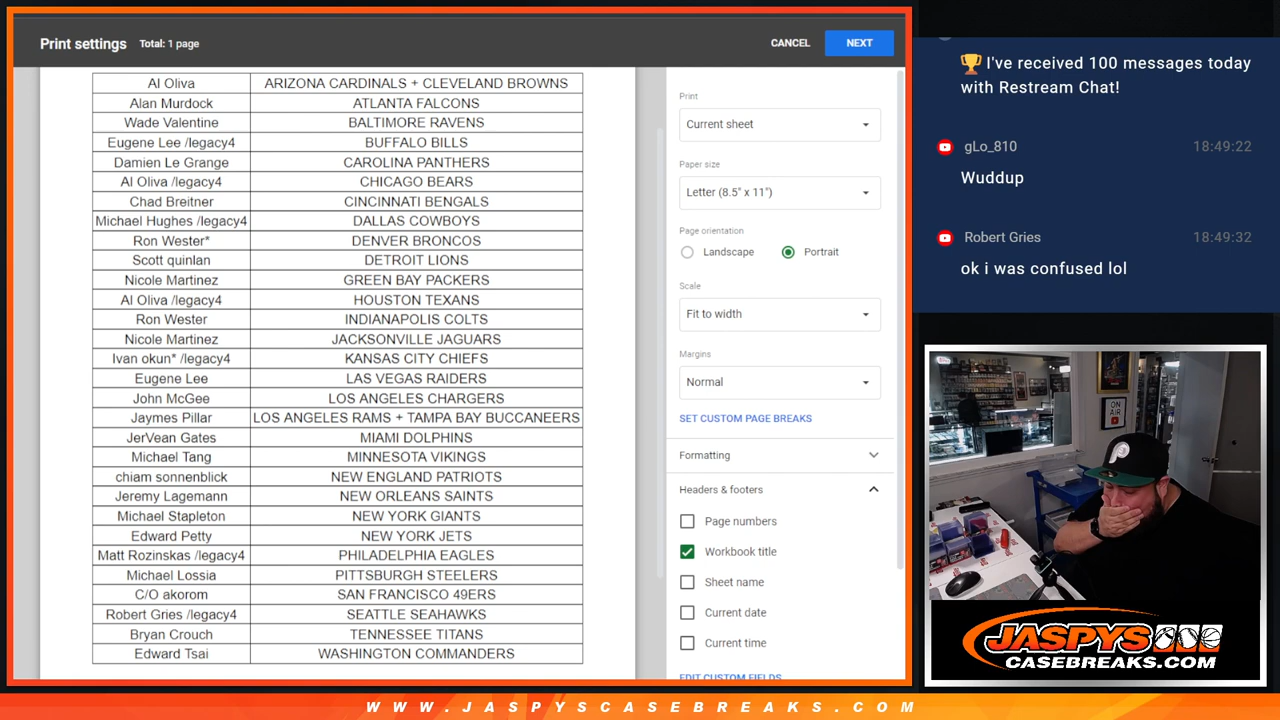 Print settings
Total: 1 page
CANCEL
NEXT
Al Oliva ARIZONA CARDINALS + CLEVELAND BROWNS
Alan Murdock ATLANTA FALCONS
Wade Valentine BALTIMORE RAVENS
Eugene Lee /legacy4 BUFFALO BILLS
Damien Le Grange CAROLINA PANTHERS
Al Oliva /legacy4 CHICAGO BEARS
Chad Breitner CINCINNATI BENGALS
Michael Hughes /legacy4 DALLAS COWBOYS
Ron Wester* DENVER BRONCOS
Scott quinlan DETROIT LIONS
Nicole Martinez GREEN BAY PACKERS
Al Oliva /legacy4 HOUSTON TEXANS
Ron Wester INDIANAPOLIS COLTS
Nicole Martinez JACKSONVILLE JAGUARS
Ivan okun* /legacy4 KANSAS CITY CHIEFS
Eugene Lee LAS VEGAS RAIDERS
John McGee LOS ANGELES CHARGERS
Jaymes Pillar LOS ANGELES RAMS + TAMPA BAY BUCCANEERS
JerVean Gates MIAMI DOLPHINS
Michael Tang MINNESOTA VIKINGS
chiam sonnenblick NEW ENGLAND PATRIOTS
Jeremy Lagemann NEW ORLEANS SAINTS
Michael Stapleton NEW YORK GIANTS
Edward Petty NEW YORK JETS
Matt Rozinskas /legacy4 PHILADELPHIA EAGLES
Michael Lossia PITTSBURGH STEELERS
C/O akorom SAN FRANCISCO 49ERS
Robert Gries /legacy4 SEATTLE SEAHAWKS
Bryan Crouch TENNESSEE TITANS
Edward Tsai WASHINGTON COMMANDERS
Print
Current sheet
Paper size
Letter (8.5" x 11")
Page orientation
Landscape
Portrait
Scale
Fit to width
Margins
Normal
SET CUSTOM PAGE BREAKS
Formatting
Headers & footers
Page numbers
Workbook title
Sheet name
Current date
Current time
EDIT CUSTOM FIELDS
🏆 I've received 100 messages today
with Restream Chat!
gLo_810 18:49:22
Wuddup
Robert Gries 18:49:32
ok i was confused lol
ON
AIR
P
JASPYS
CASEBREAKS.COM
WWW.JASPYSCASEBREAKS.COM